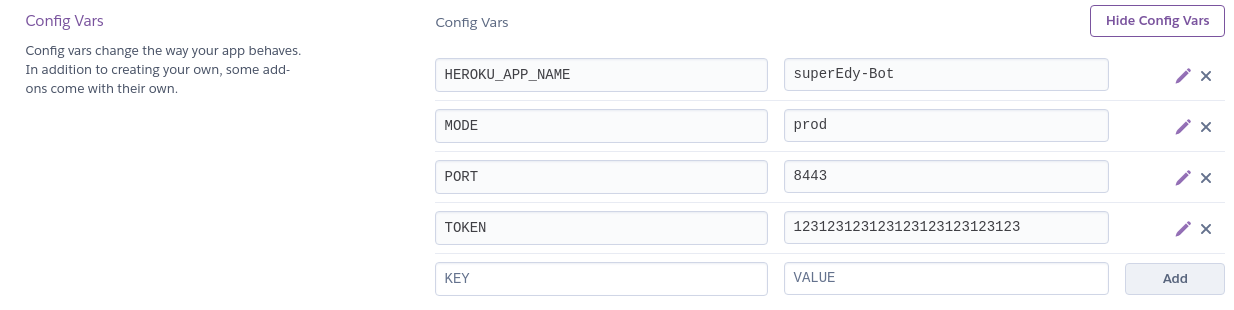 Config Vars
Config vars change the way your app behaves.
In addition to creating your own, some add-
ons come with their own.
Config Vars
Hide Config Vars
HEROKU_APP_NAME superEdy-Bot
MODE prod
PORT 8443
TOKEN 123123123123123123123123123
KEY VALUE Add